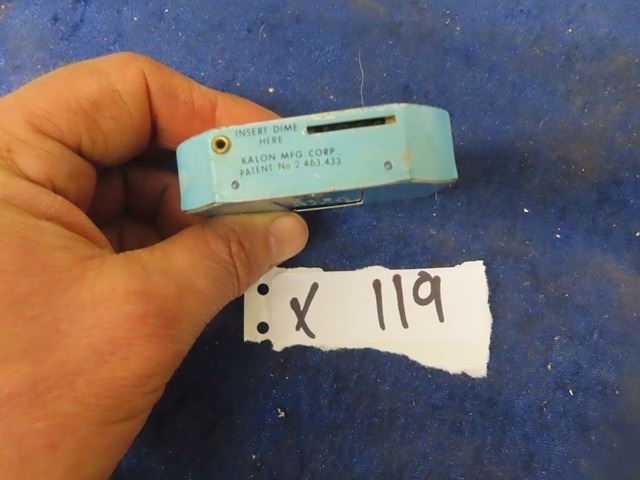 INSERT DIME
HERE
KALON MFG. CORP.
PATENT No 2,463,433
X 119